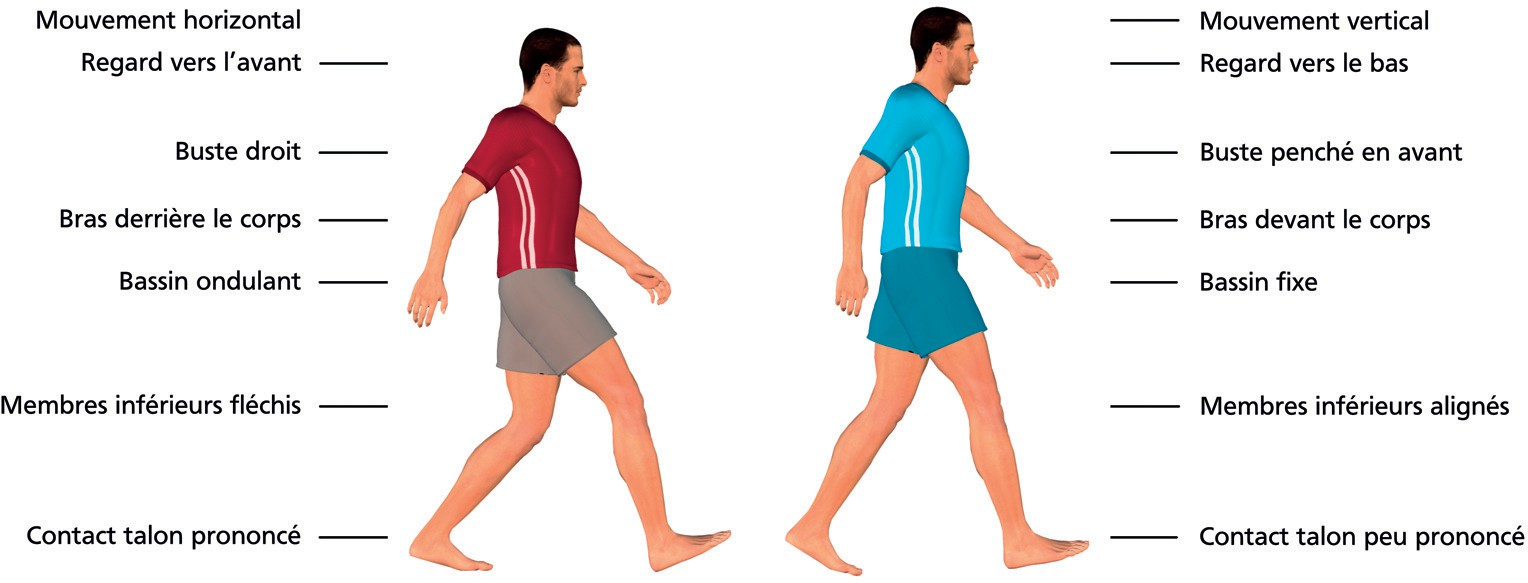 Mouvement horizontal
Regard vers l’avant
Buste droit
Bras derrière le corps
Bassin ondulant
Membres inférieurs fléchis
Contact talon prononcé
Mouvement vertical
Regard vers le bas
Buste penché en avant
Bras devant le corps
Bassin fixe
Membres inférieurs alignés
Contact talon peu prononcé